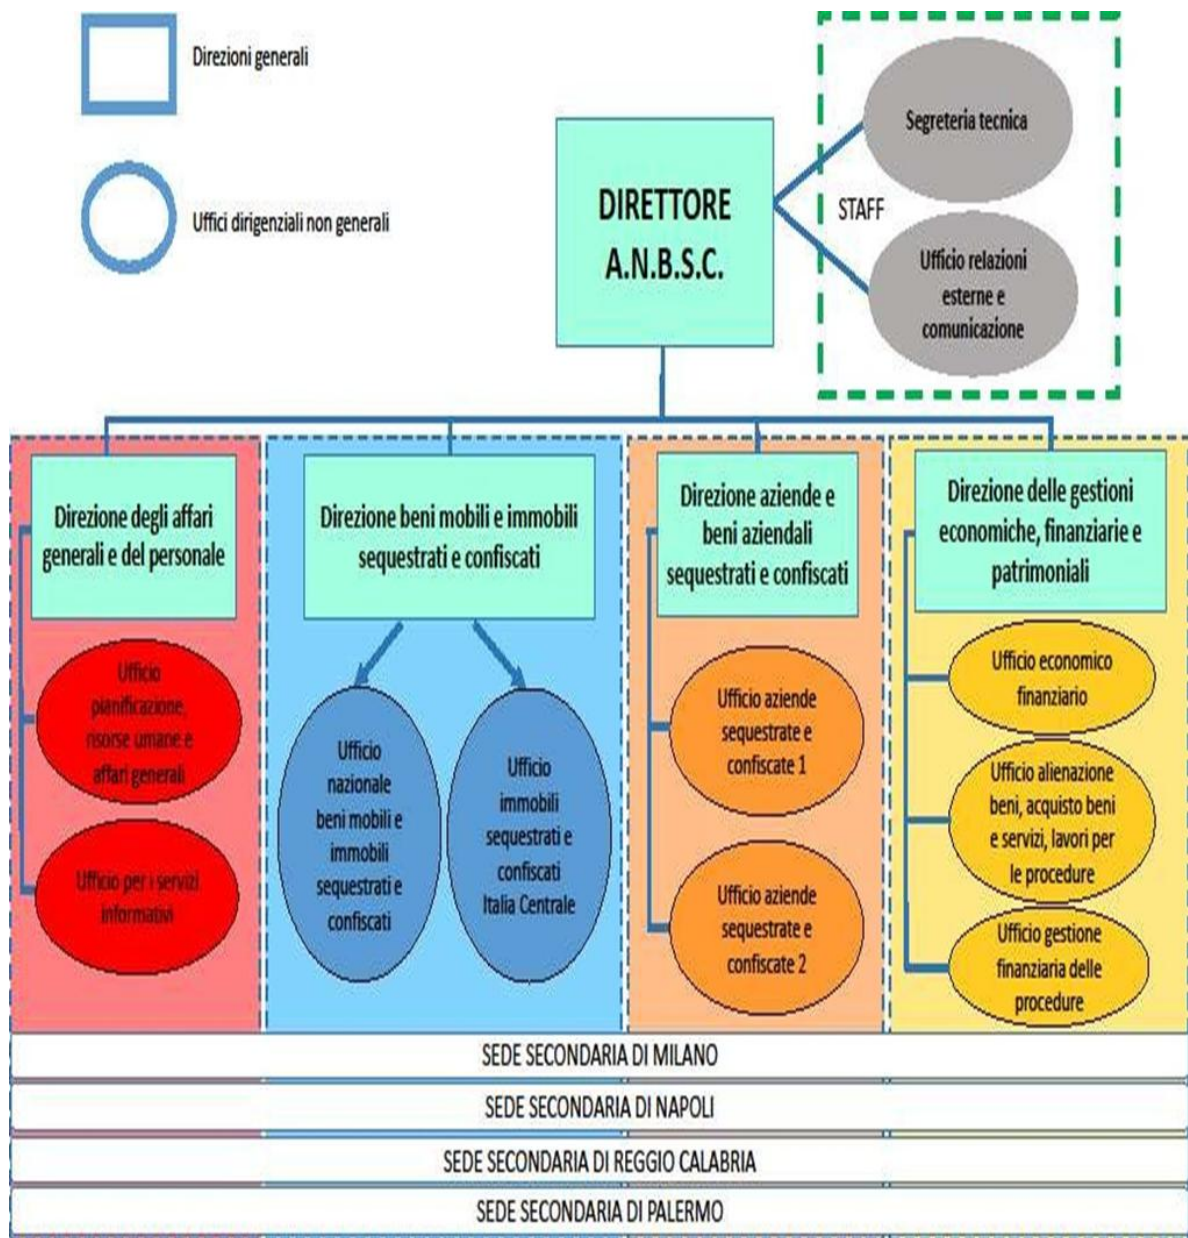 Direzioni generali
Uffici dirigenziali non generali
DIRETTORE
A.N.B.S.C.
STAFF
Segreteria tecnica
Ufficio relazioni
esterne e
comunicazione
Direzione degli affari
generali e del personale
Ufficio
pianificazione,
risorse umane e
affari generali
Ufficio per i servizi
informativi
Direzione beni mobili e immobili
sequestrati e confiscati
Ufficio
nazionale
beni mobili e
immobili
sequestrati e
confiscati
Ufficio
immobili
sequestrati e
confiscati
Italia Centrale
Direzione aziende e
beni aziendali
sequestrati e confiscati
Ufficio aziende
sequestrate e
confiscate 1
Ufficio aziende
sequestrate e
confiscate 2
Direzione delle gestioni
economiche, finanziarie e
patrimoniali
Ufficio economico
finanziario
Ufficio alienazione
beni, acquisto beni
e servizi, lavori per
le procedure
Ufficio gestione
finanziaria delle
procedure
SEDE SECONDARIA DI MILANO
SEDE SECONDARIA DI NAPOLI
SEDE SECONDARIA DI REGGIO CALABRIA
SEDE SECONDARIA DI PALERMO